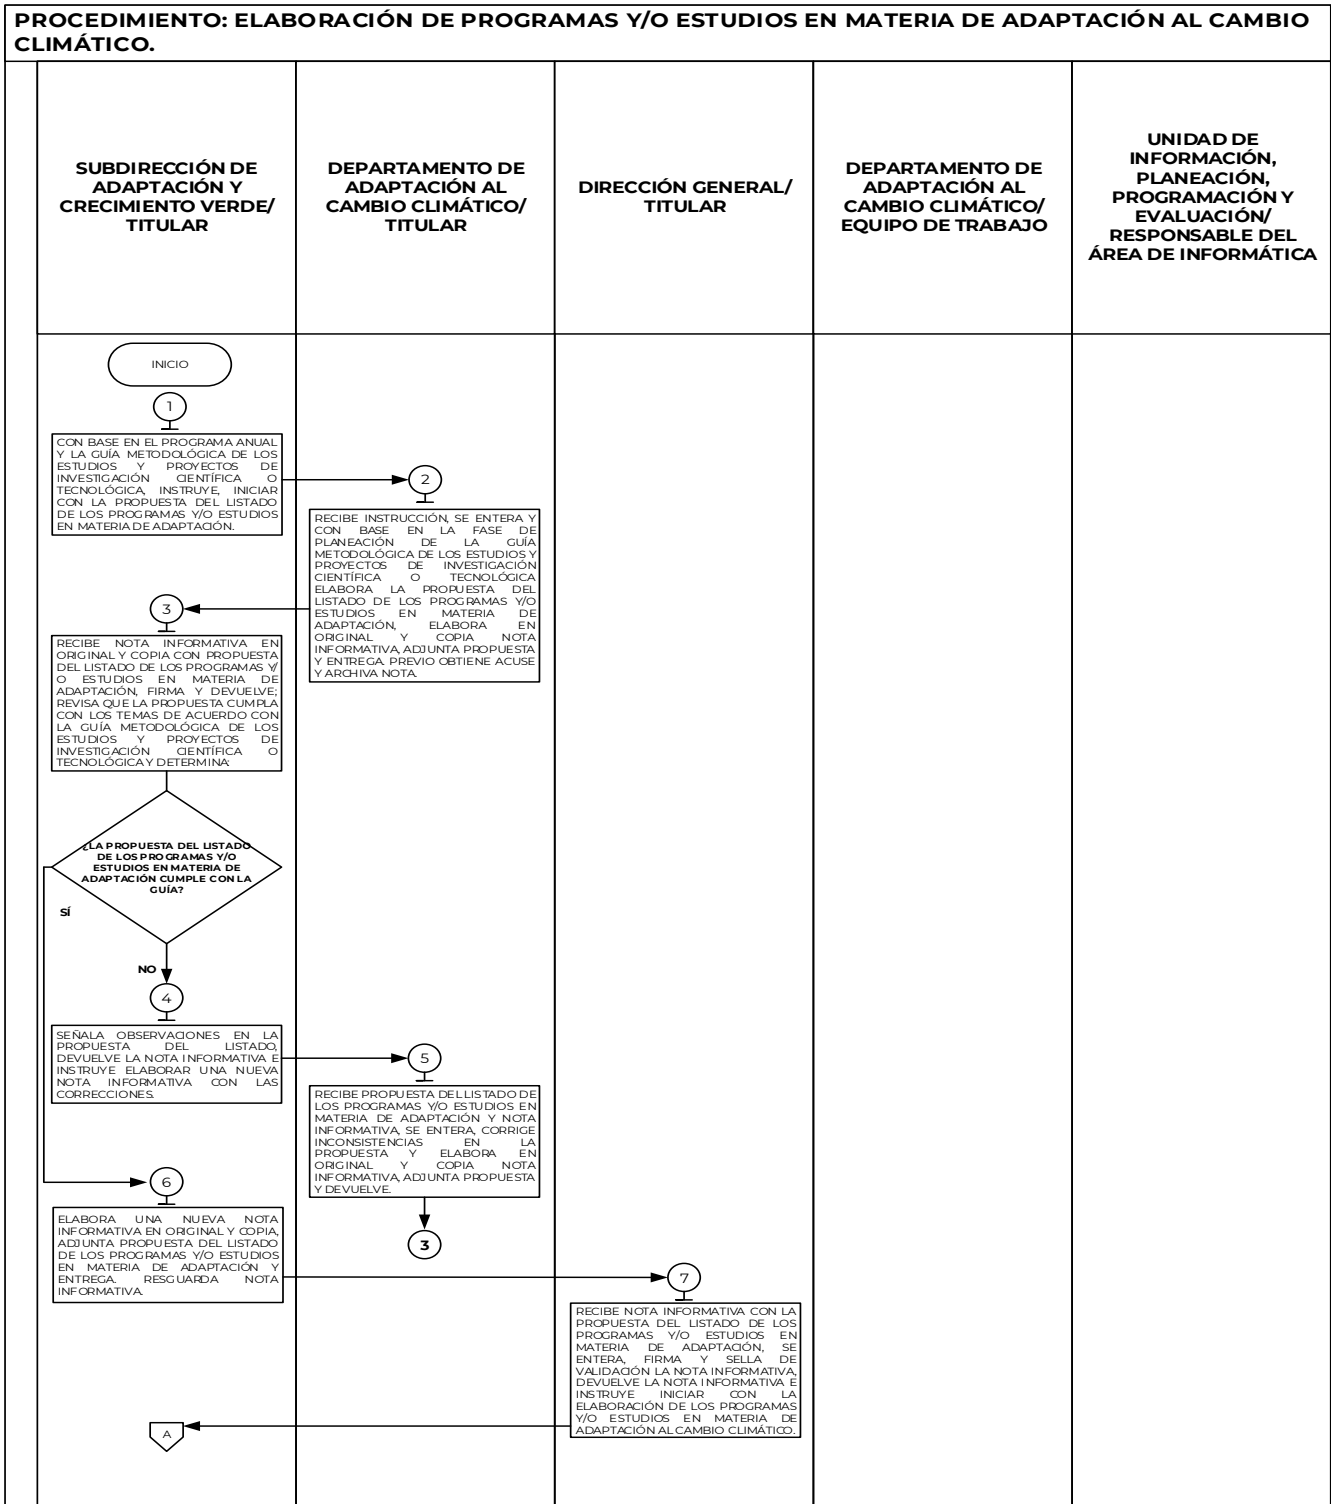 PROCEDIMIENTO: ELABORACIÓN DE PROGRAMAS Y/O ESTUDIOS EN MATERIA DE ADAPTACIÓN AL CAMBIO
CLIMÁTICO.
SUBDIRECCIÓN DE
ADAPTACIÓN Y
CRECIMIENTO VERDE/
TITULAR
DEPARTAMENTO DE
ADAPTACIÓN AL
CAMBIO CLIMÁTICO/
TITULAR
DIRECCIÓN GENERAL/
TITULAR
DEPARTAMENTO DE
ADAPTACIÓN AL
CAMBIO CLIMÁTICO/
EQUIPO DE TRABAJO
UNIDAD DE
INFORMACIÓN,
PLANEACIÓN,
PROGRAMACIÓN Y
EVALUACIÓN/
RESPONSABLE DEL
ÁREA DE INFORMÁTICA
INICIO
1
CON BASE EN EL PROGRAMA ANUAL
Y LA GUÍA METODOLÓGICA DE LOS
ESTUDIOS Y PROYECTOS DE
INVESTIGACIÓN CIENTÍFICA O
TECNOLÓGICA, INSTRUYE, INICIAR
CON LA PROPUESTA DEL LISTADO
DE LOS PROGRAMAS Y/O ESTUDIOS
EN MATERIA DE ADAPTACIÓN.
2
RECIBE INSTRUCCIÓN, SE ENTERA Y
CON BASE EN LA FASE DE
PLANEACIÓN DE LA GUÍA
METODOLÓGICA DE LOS ESTUDIOS Y
PROYECTOS DE INVESTIGACIÓN
CIENTÍFICA O TECNOLÓGICA
ELABORA LA PROPUESTA DEL
LISTADO DE LOS PROGRAMAS Y/O
ESTUDIOS EN MATERIA DE
ADAPTACIÓN, ELABORA EN
ORIGINAL Y COPIA NOTA
INFORMATIVA, ADJUNTA PROPUESTA
Y ENTREGA. PREVIO OBTIENE ACUSE
Y ARCHIVA NOTA.
3
RECIBE NOTA INFORMATIVA EN
ORIGINAL Y COPIA CON PROPUESTA
DEL LISTADO DE LOS PROGRAMAS Y/
O ESTUDIOS EN MATERIA DE
ADAPTACIÓN, FIRMA Y DEVUELVE;
REVISA QUE LA PROPUESTA CUMPLA
CON LOS TEMAS DE ACUERDO CON
LA GUÍA METODOLÓGICA DE LOS
ESTUDIOS Y PROYECTOS DE
INVESTIGACIÓN CIENTÍFICA O
TECNOLÓGICA Y DETERMINA:
¿LA PROPUESTA DEL LISTADO
DE LOS PROGRAMAS Y/O
ESTUDIOS EN MATERIA DE
ADAPTACIÓN CUMPLE CON LA
GUÍA?
SÍ
NO
4
SEÑALA OBSERVACIONES EN LA
PROPUESTA DEL LISTADO,
DEVUELVE LA NOTA INFORMATIVA E
INSTRUYE ELABORAR UNA NUEVA
NOTA INFORMATIVA CON LAS
CORRECCIONES.
5
RECIBE PROPUESTA DEL LISTADO DE
LOS PROGRAMAS Y/O ESTUDIOS EN
MATERIA DE ADAPTACIÓN Y NOTA
INFORMATIVA, SE ENTERA, CORRIGE
INCONSISTENCIAS EN LA
PROPUESTA Y ELABORA EN
ORIGINAL Y COPIA NOTA
INFORMATIVA, ADJUNTA PROPUESTA
Y DEVUELVE.
3
6
ELABORA UNA NUEVA NOTA
INFORMATIVA EN ORIGINAL Y COPIA,
ADJUNTA PROPUESTA DEL LISTADO
DE LOS PROGRAMAS Y/O ESTUDIOS
EN MATERIA DE ADAPTACIÓN Y
ENTREGA. RESGUARDA NOTA
INFORMATIVA.
7
RECIBE NOTA INFORMATIVA CON LA
PROPUESTA DEL LISTADO DE LOS
PROGRAMAS Y/O ESTUDIOS EN
MATERIA DE ADAPTACIÓN, SE
ENTERA, FIRMA Y SELLA DE
VALIDACIÓN LA NOTA INFORMATIVA,
DEVUELVE LA NOTA INFORMATIVA E
INSTRUYE INICIAR CON LA
ELABORACIÓN DE LOS PROGRAMAS
Y/O ESTUDIOS EN MATERIA DE
ADAPTACIÓN AL CAMBIO CLIMÁTICO.
A